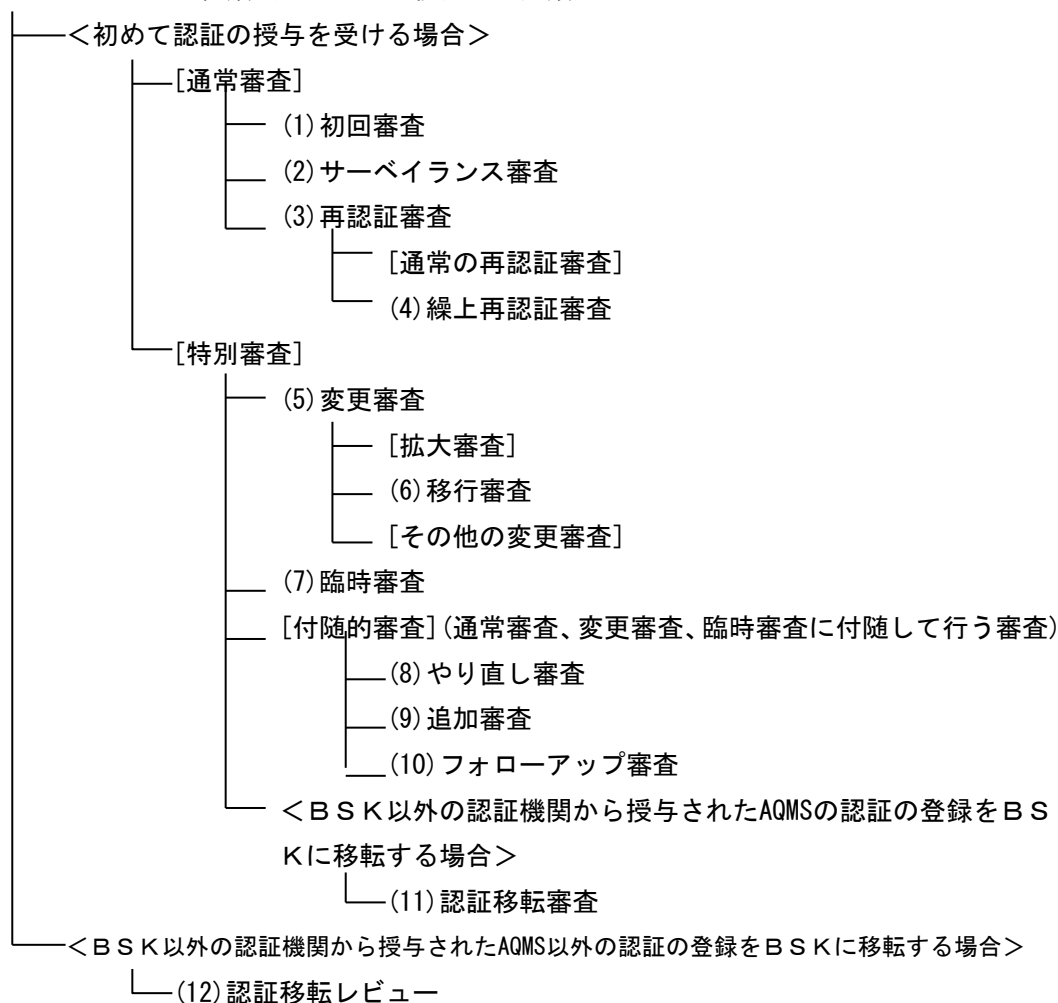 ＜初めて認証の授与を受ける場合＞
[通常審査]
(1)初回審査
(2)サーベイランス審査
(3)再認証審査
[通常の再認証審査]
(4)繰上再認証審査
[特別審査]
(5)変更審査
[拡大審査]
(6)移行審査
[その他の変更審査]
(7)臨時審査
[付随的審査](通常審査、変更審査、臨時審査に付随して行う審査)
(8)やり直し審査
(9)追加審査
(10)フォローアップ審査
＜ＢＳＫ以外の認証機関から授与されたAQMSの認証の登録をＢＳ
Ｋに移転する場合＞
(11)認証移転審査
＜ＢＳＫ以外の認証機関から授与されたAQMS以外の認証の登録をＢＳＫに移転する場合＞
(12)認証移転レビュー